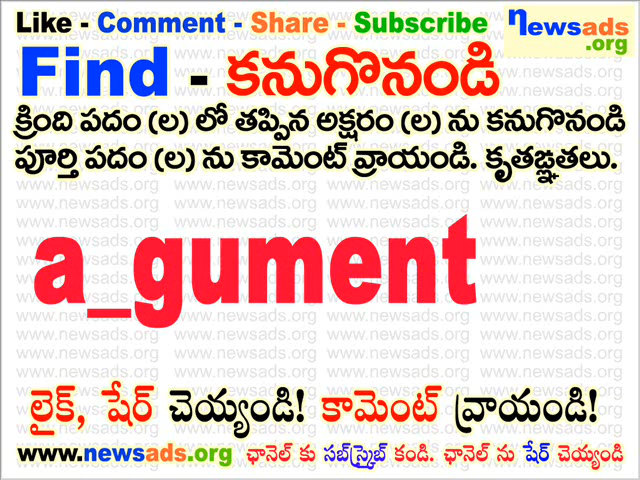 Like - Comment - Share - Subscribe
newsads
.org
Find - కనుగొనండి
క్రింది పదం (ల) లో తప్పిన అక్షరం (ల) ను కనుగొనండి
పూర్తి పదం (ల) ను కామెంట్ వ్రాయండి. కృతఙ్ఞతలు.
a_gument
లైక్, షేర్ చెయ్యండి! కామెంట్ వ్రాయండి!
www.newsads.org ఛానెల్ కు సబ్‌స్క్రైబ్ కండి. ఛానెల్ ను షేర్ చెయ్యండి